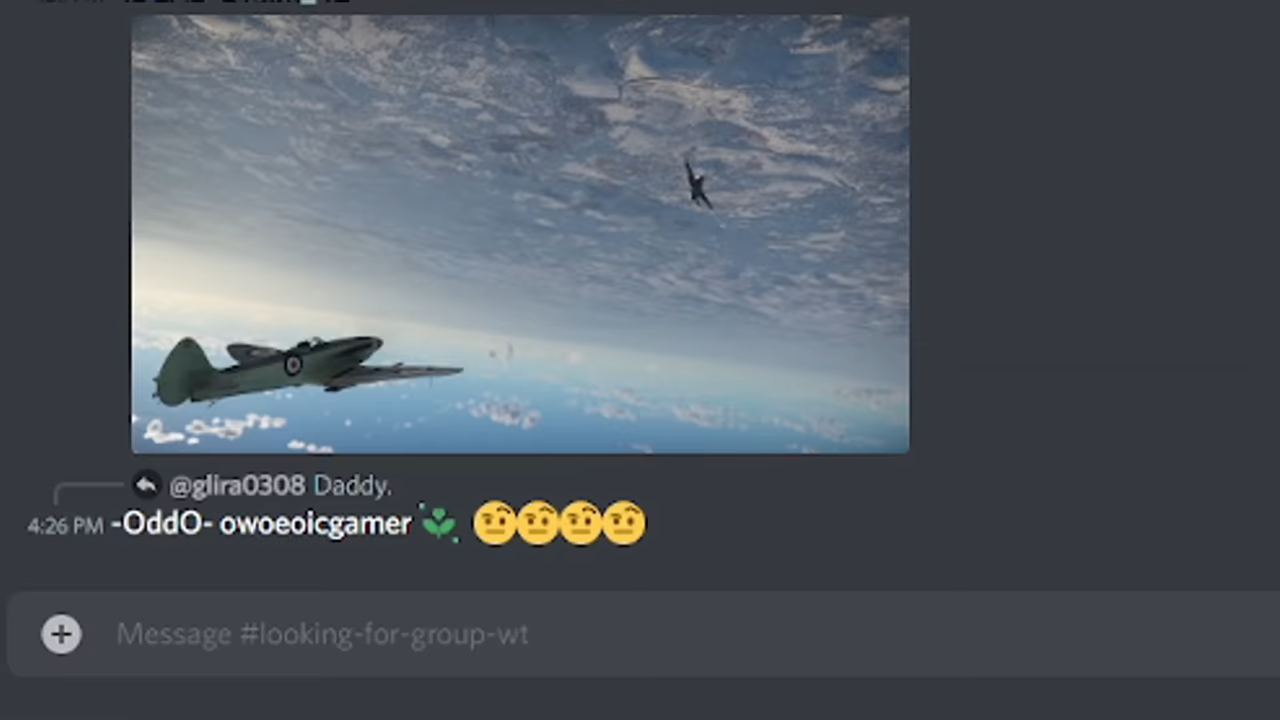 @glira0308 Daddy.
4:26 PM -OddO- owoeoicgamer 🤨🤨🤨🤨
Message #looking-for-group-wt